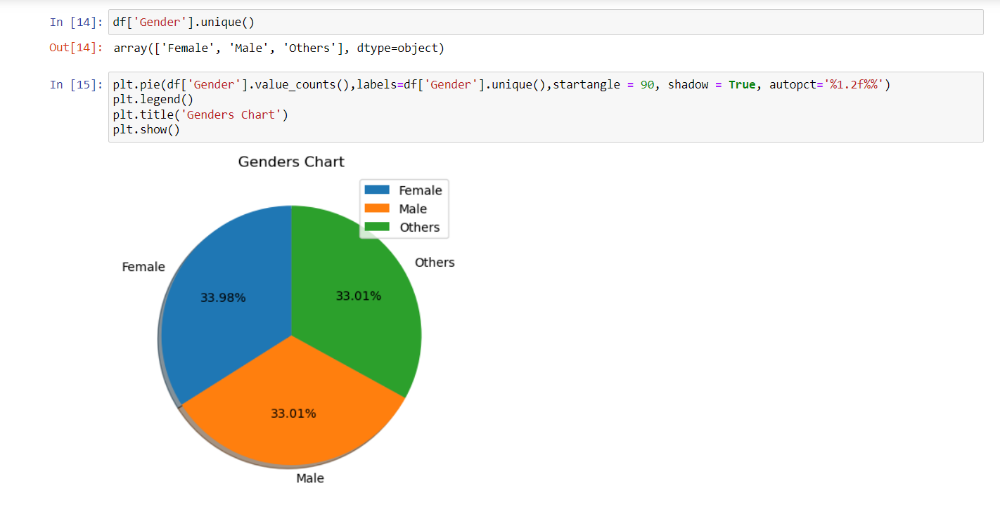 In [14]: df['Gender'].unique()
Out[14]: array(['Female', 'Male', 'Others'], dtype=object)
In [15]: plt.pie(df['Gender'].value_counts(),labels=df['Gender'].unique(),startangle = 90, shadow = True, autopct='%1.2f%%')
plt.legend()
plt.title('Genders Chart')
plt.show()
Genders Chart
Female
Male
Others
Others
Female
33.98%
33.01%
33.01%
Male